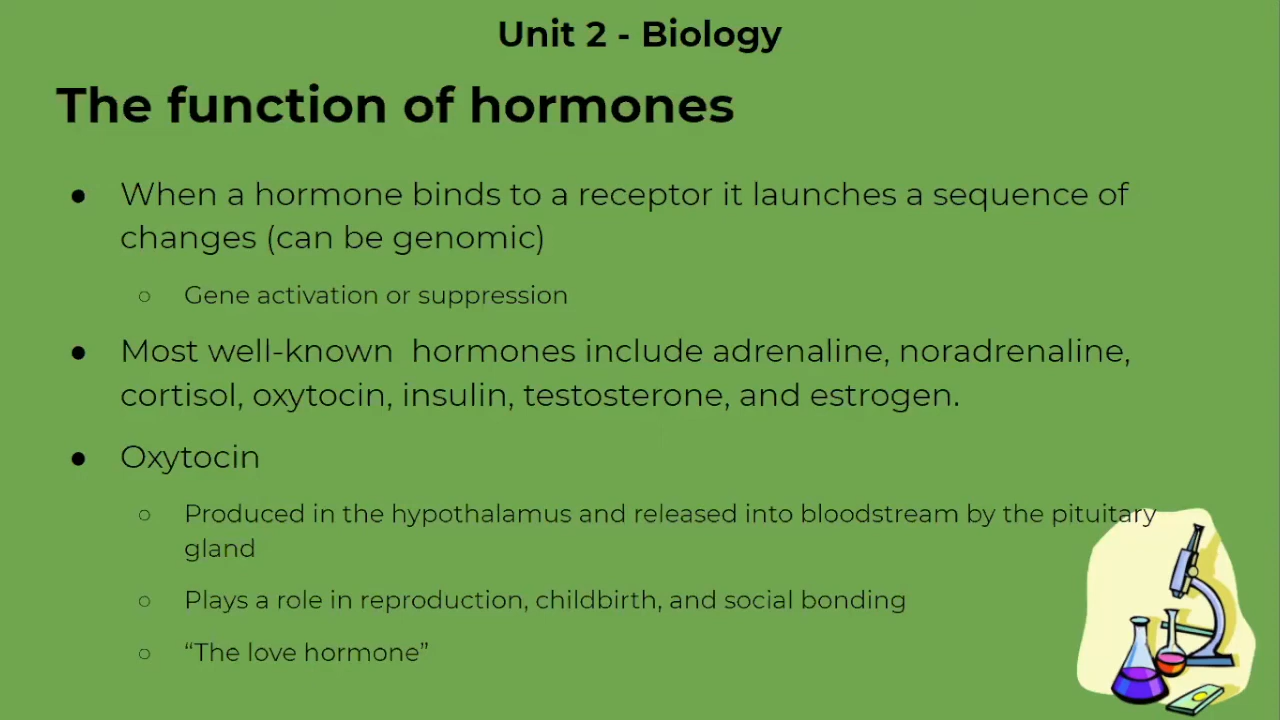 Unit 2 - Biology
The function of hormones
● When a hormone binds to a receptor it launches a sequence of
changes (can be genomic)
○ Gene activation or suppression
● Most well-known  hormones include adrenaline, noradrenaline,
cortisol, oxytocin, insulin, testosterone, and estrogen.
● Oxytocin
○ Produced in the hypothalamus and released into bloodstream by the pituitary
gland
○ Plays a role in reproduction, childbirth, and social bonding
○ “The love hormone”